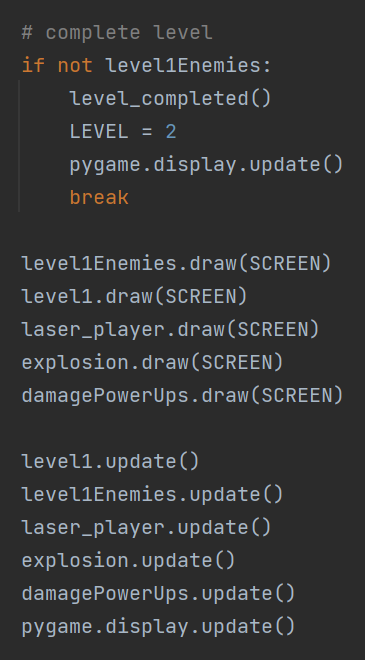 # complete level
if not level1Enemies:
    level_completed()
    LEVEL = 2
    pygame.display.update()
    break

level1Enemies.draw(SCREEN)
level1.draw(SCREEN)
laser_player.draw(SCREEN)
explosion.draw(SCREEN)
damagePowerUps.draw(SCREEN)

level1.update()
level1Enemies.update()
laser_player.update()
explosion.update()
damagePowerUps.update()
pygame.display.update()